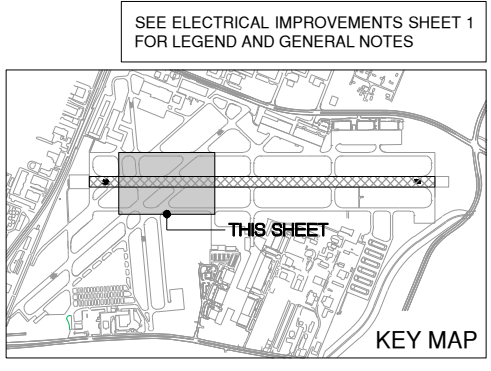 SEE ELECTRICAL IMPROVEMENTS SHEET 1
FOR LEGEND AND GENERAL NOTES
THIS SHEET
KEY MAP